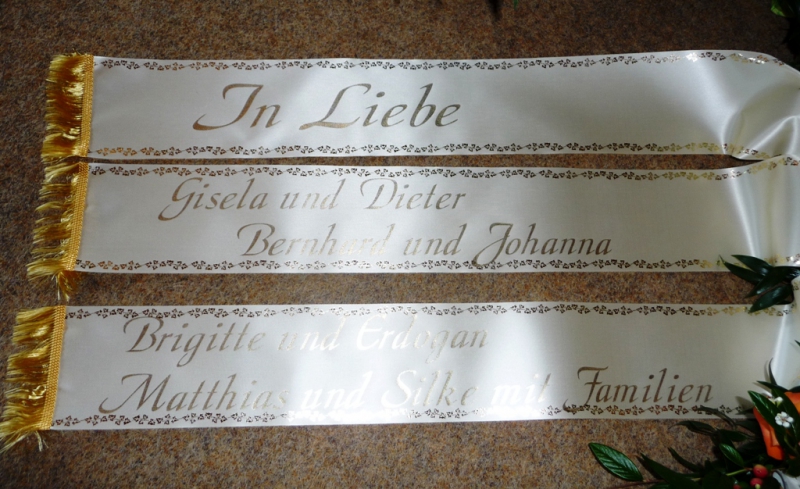 In Liebe
Gisela und Dieter
Bernhard und Johanna
Brigitte und Erdogan
Matthias und Silke mit Familien